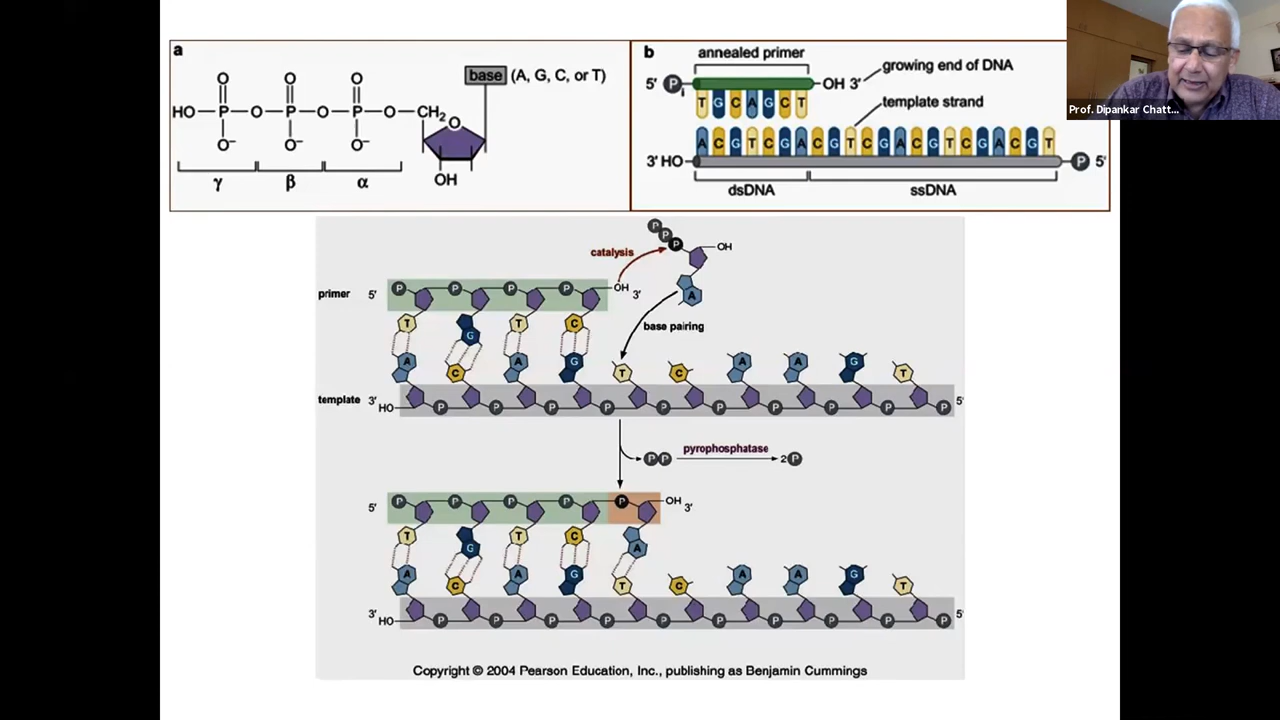 a
O O O
HO P O P O P O CH2 O
O− O− O−
OH
γ β α
base (A, G, C, or T)
b
annealed primer
5' P OH 3' growing end of DNA
i
T G C A G C T template strand
A C G T C G A C G T C G A C G T C G A C G T
3' HO P 5'
dsDNA ssDNA
Prof. Dipankar Chatt...
P P P OH
catalysis
A
primer 5' P P P P OH 3'
base pairing
T G T C
A C A G T C A A G T
template 3' HO P P P P P P P P P P 5'
P P pyrophosphatase 2 P
5' P P P P P OH 3'
T G T C A
A C A G T C A A G T
3' HO P P P P P P P P P P 5'
Copyright © 2004 Pearson Education, Inc., publishing as Benjamin Cummings